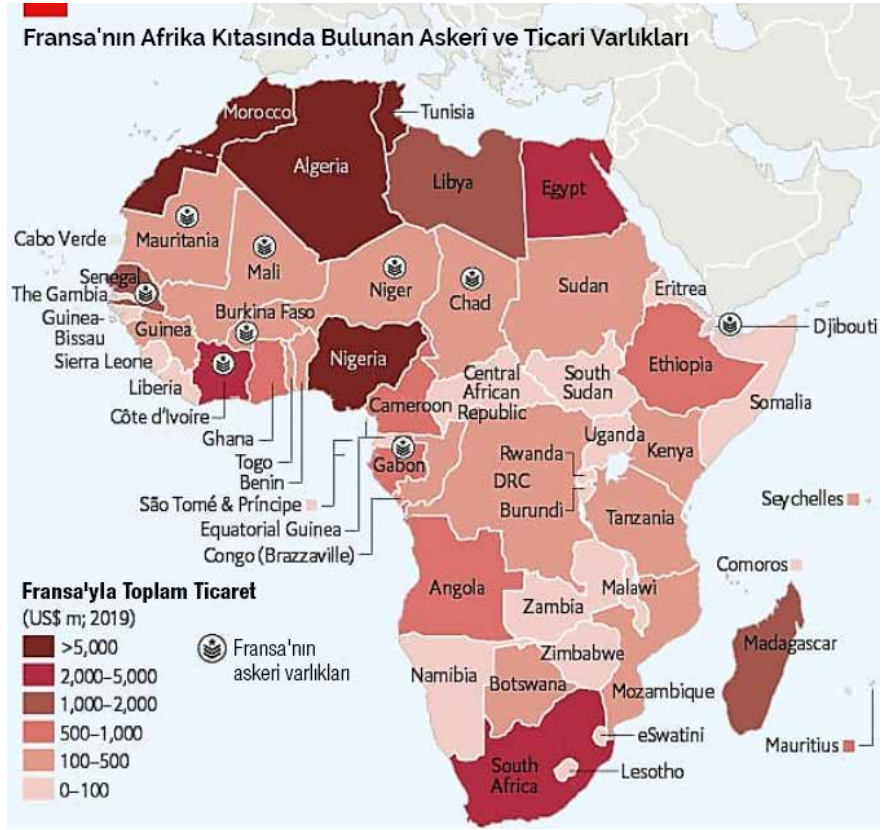 Fransa'nın Afrika Kıtasında Bulunan Askerî ve Ticari Varlıkları
Morocco
Tunisia
Algeria
Libya
Egypt
Cabo Verde
Mauritania
Mali
Niger
Chad
Sudan
Eritrea
Senegal
The Gambia
Guinea-
Bissau
Guinea
Burkina Faso
Djibouti
Sierra Leone
Liberia
Côte d'Ivoire
Ghana
Togo
Benin
Nigeria
Cameroon
Central
African
Republic
South
Sudan
Ethiopia
Somalia
São Tomé & Príncipe
Equatorial Guinea
Congo (Brazzaville)
Gabon
Uganda
Rwanda
DRC
Burundi
Kenya
Tanzania
Seychelles
Comoros
Angola
Zambia
Malawi
Namibia
Zimbabwe
Botswana
Mozambique
Madagascar
Mauritius
eSwatini
Lesotho
South
Africa
Fransa'yla Toplam Ticaret
(US$ m; 2019)
>5,000
2,000–5,000
1,000–2,000
500–1,000
100–500
0–100
Fransa'nın
askeri varlıkları